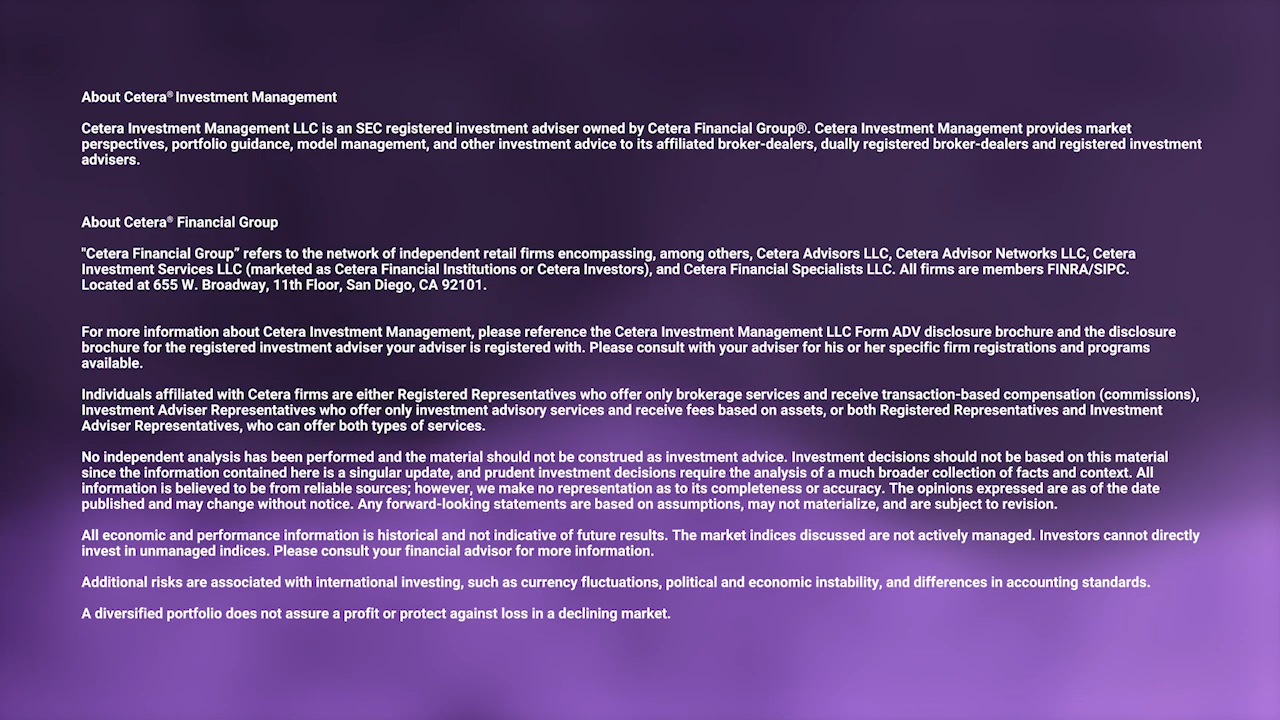 About Cetera® Investment Management
Cetera Investment Management LLC is an SEC registered investment adviser owned by Cetera Financial Group®. Cetera Investment Management provides market
perspectives, portfolio guidance, model management, and other investment advice to its affiliated broker-dealers, dually registered broker-dealers and registered investment
advisers.
About Cetera® Financial Group
"Cetera Financial Group” refers to the network of independent retail firms encompassing, among others, Cetera Advisors LLC, Cetera Advisor Networks LLC, Cetera
Investment Services LLC (marketed as Cetera Financial Institutions or Cetera Investors), and Cetera Financial Specialists LLC. All firms are members FINRA/SIPC.
Located at 655 W. Broadway, 11th Floor, San Diego, CA 92101.
For more information about Cetera Investment Management, please reference the Cetera Investment Management LLC Form ADV disclosure brochure and the disclosure
brochure for the registered investment adviser your adviser is registered with. Please consult with your adviser for his or her specific firm registrations and programs
available.
Individuals affiliated with Cetera firms are either Registered Representatives who offer only brokerage services and receive transaction-based compensation (commissions),
Investment Adviser Representatives who offer only investment advisory services and receive fees based on assets, or both Registered Representatives and Investment
Adviser Representatives, who can offer both types of services.
No independent analysis has been performed and the material should not be construed as investment advice. Investment decisions should not be based on this material
since the information contained here is a singular update, and prudent investment decisions require the analysis of a much broader collection of facts and context. All
information is believed to be from reliable sources; however, we make no representation as to its completeness or accuracy. The opinions expressed are as of the date
published and may change without notice. Any forward-looking statements are based on assumptions, may not materialize, and are subject to revision.
All economic and performance information is historical and not indicative of future results. The market indices discussed are not actively managed. Investors cannot directly
invest in unmanaged indices. Please consult your financial advisor for more information.
Additional risks are associated with international investing, such as currency fluctuations, political and economic instability, and differences in accounting standards.
A diversified portfolio does not assure a profit or protect against loss in a declining market.